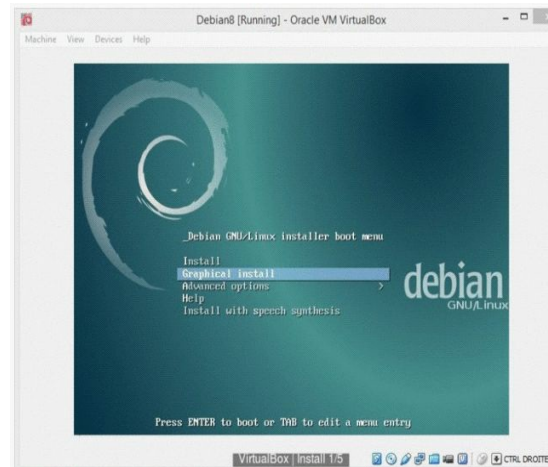 Debian8 [Running] - Oracle VM VirtualBox
Machine View Devices Help
_Debian GNU/Linux installer boot menu
Install
Graphical install
Advanced options >
Help
Install with speech synthesis
debian
GNU/Linux
Press ENTER to boot or TAB to edit a menu entry
VirtualBox | Install 1/5
CTRL DROITE